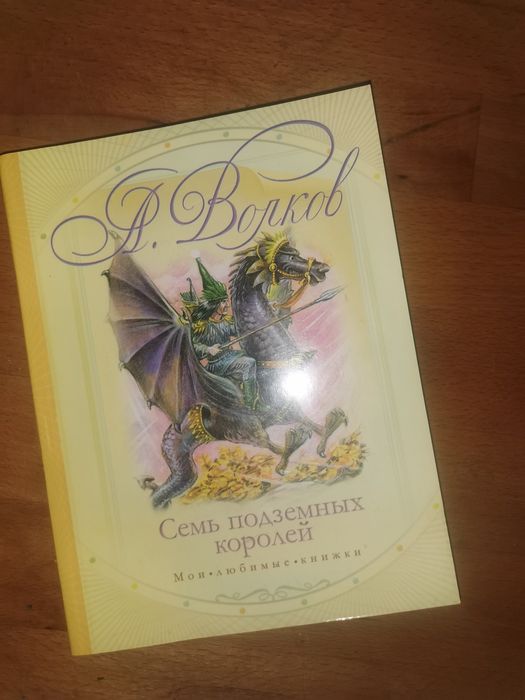 А. Волков
Семь подземных
королей
Мои•любимые•книжки